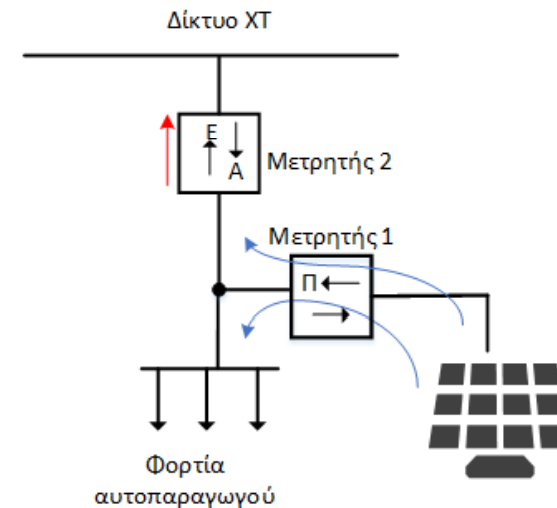 Δίκτυο ΧΤ
Ε
Α
Μετρητής 2
Μετρητής 1
Π
Φορτία
αυτοπαραγωγού